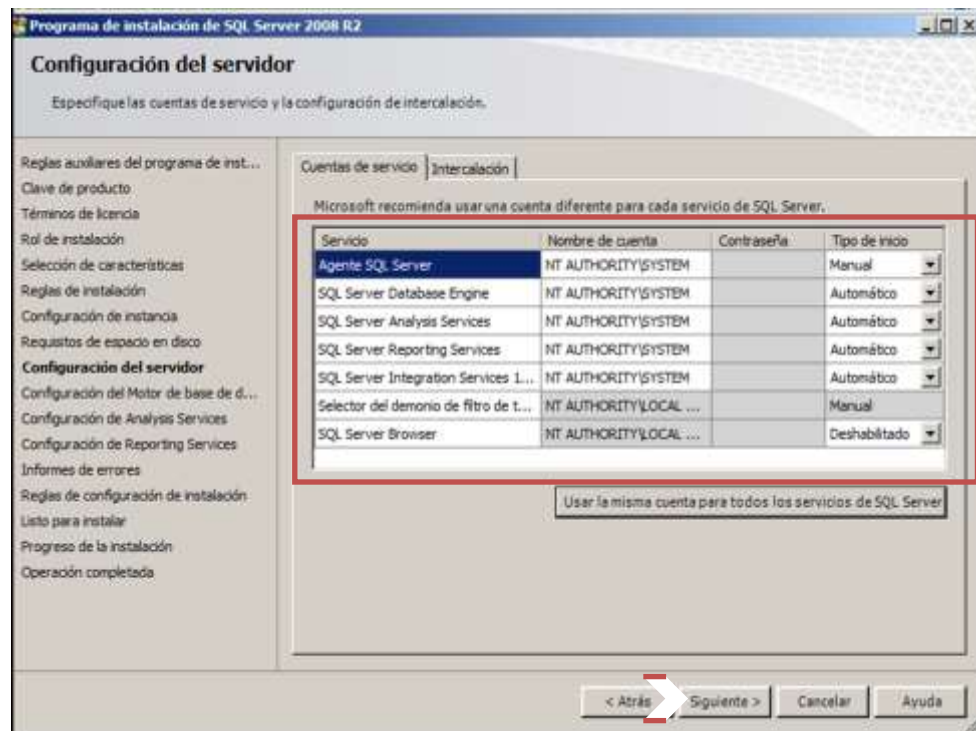 Programa de instalación de SQL Server 2008 R2
Configuración del servidor
Especifique las cuentas de servicio y la configuración de intercalación.
Reglas auxiliares del programa de inst...
Clave de producto
Términos de licencia
Rol de instalación
Selección de características
Reglas de instalación
Configuración de instancia
Requisitos de espacio en disco
Configuración del servidor
Configuración del Motor de base de d...
Configuración de Analysis Services
Configuración de Reporting Services
Informes de errores
Reglas de configuración de instalación
Listo para instalar
Progreso de la instalación
Operación completada
Cuentas de servicio Intercalación
Microsoft recomienda usar una cuenta diferente para cada servicio de SQL Server.
Servicio Nombre de cuenta Contraseña Tipo de inicio
Agente SQL Server NT AUTHORITY\SYSTEM Manual
SQL Server Database Engine NT AUTHORITY\SYSTEM Automático
SQL Server Analysis Services NT AUTHORITY\SYSTEM Automático
SQL Server Reporting Services NT AUTHORITY\SYSTEM Automático
SQL Server Integration Services 1... NT AUTHORITY\SYSTEM Automático
Selector del demonio de filtro de t... NT AUTHORITY\LOCAL ... Manual
SQL Server Browser NT AUTHORITY\LOCAL ... Deshabilitado
Usar la misma cuenta para todos los servicios de SQL Server
< Atrás Siguiente > Cancelar Ayuda